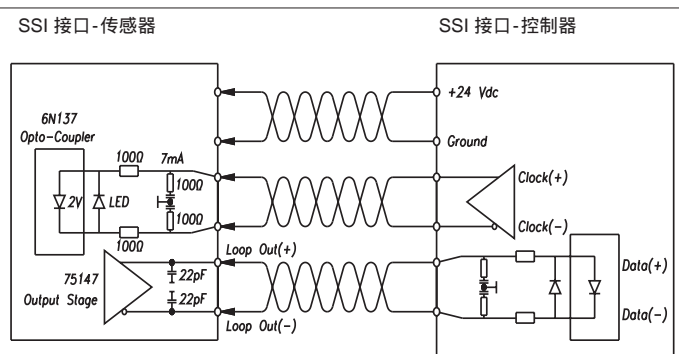 SSI 接口-传感器
SSI 接口-控制器
+24 Vdc
6N137
Opto-Coupler
Ground
100Ω
7mA
100Ω
Clock(+)
2V
LED
100Ω
Clock(-)
100Ω
Loop Out(+)
75147
22pF
Data(+)
Output Stage
22pF
Data(-)
Loop Out(-)